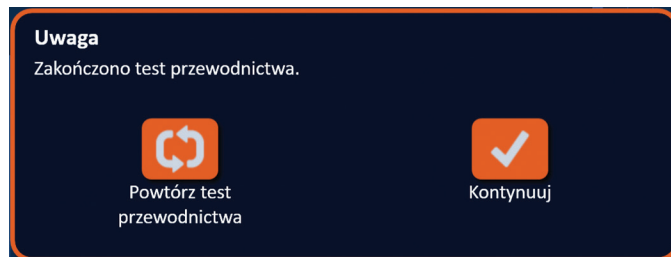 Uwaga
Zakończono test przewodnictwa.
Powtórz test
przewodnictwa
Kontynuuj